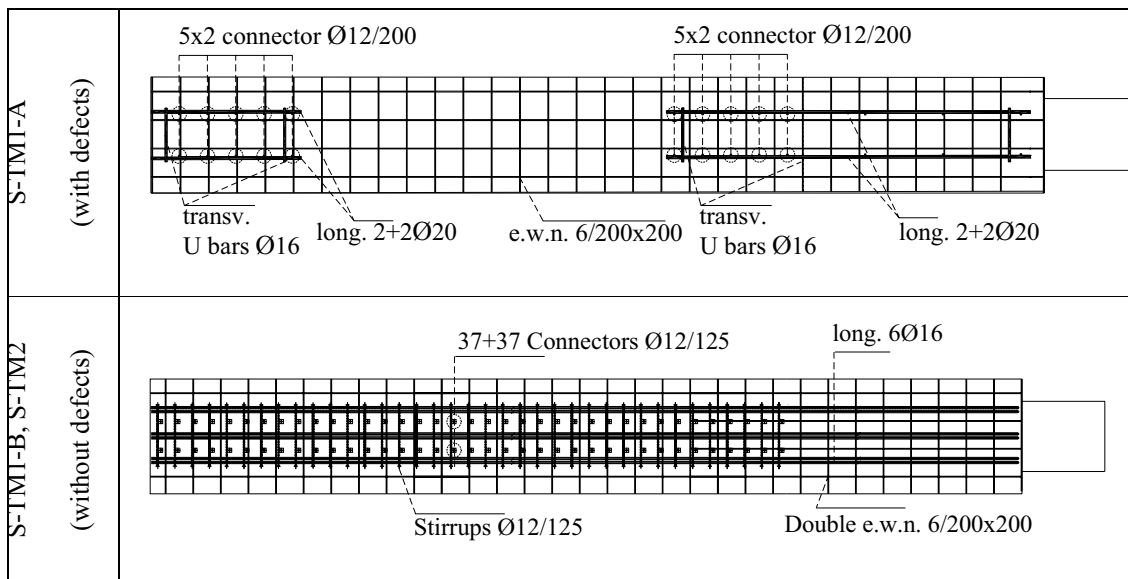 S-TM1-A
(with defects)
5x2 connector Ø12/200
5x2 connector Ø12/200
transv.
U bars Ø16
long. 2+2Ø20
e.w.n. 6/200x200
transv.
U bars Ø16
long. 2+2Ø20
S-TM1-B, S-TM2
(without defects)
37+37 Connectors Ø12/125
long. 6Ø16
Stirrups Ø12/125
Double e.w.n. 6/200x200